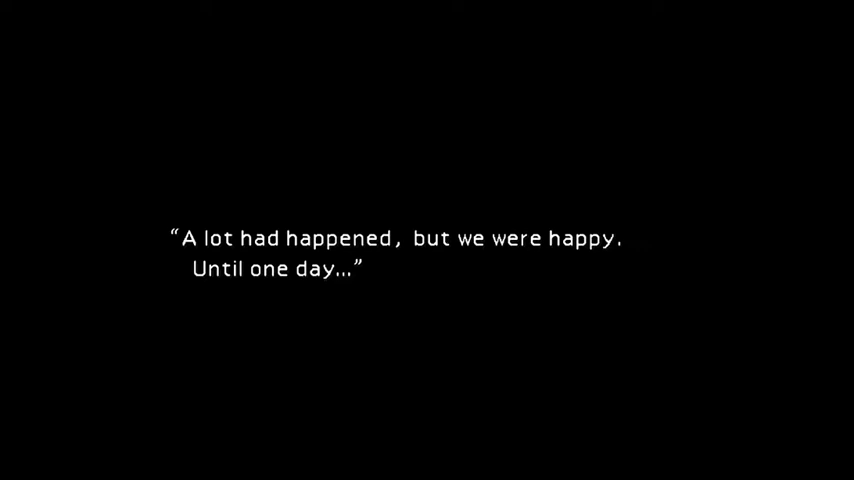 “A lot had happened, but we were happy.
Until one day...”